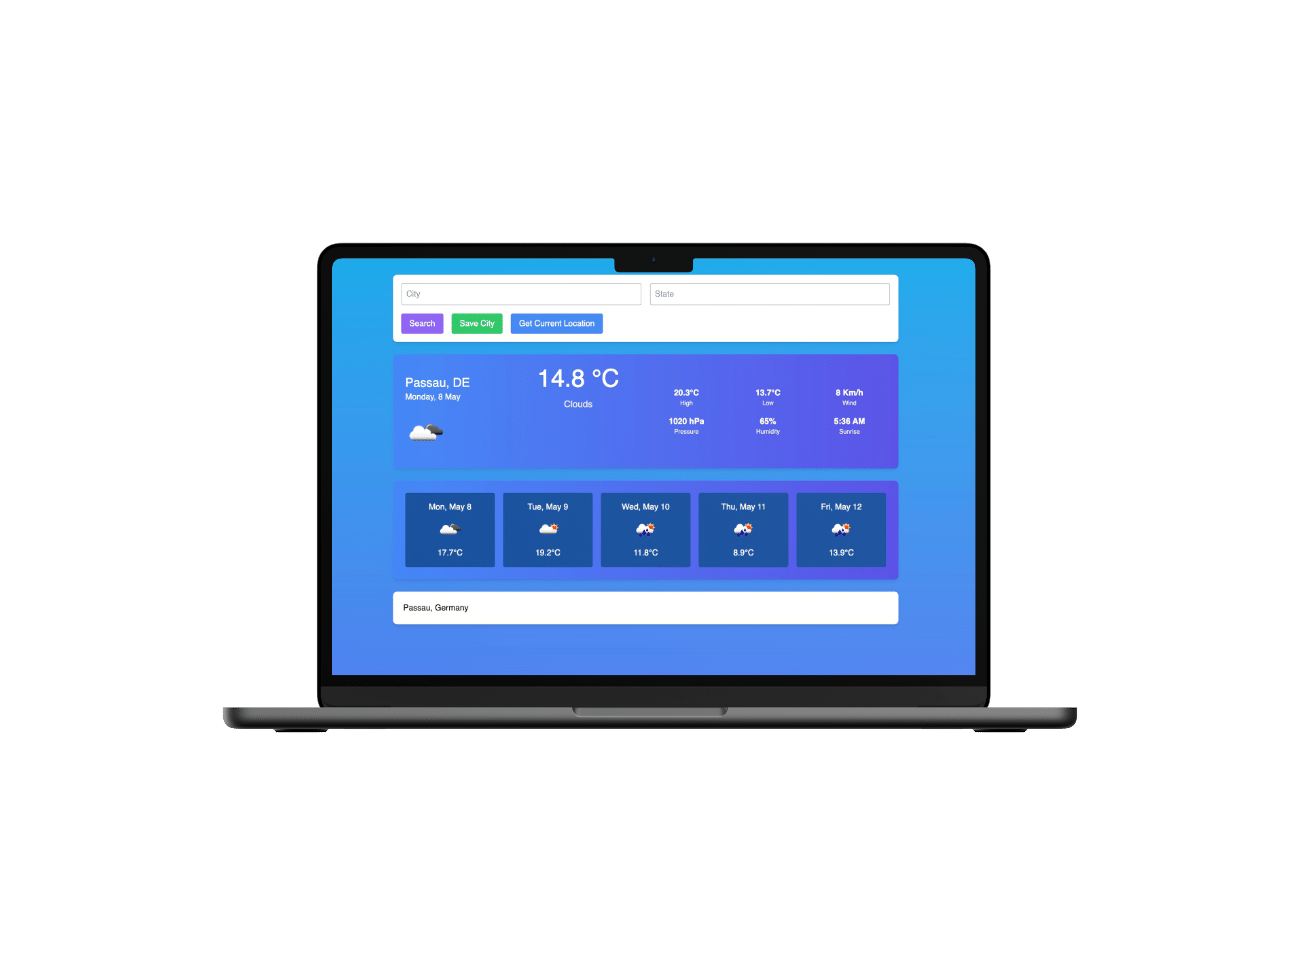 City State
Search Save City Get Current Location
Passau, DE
Monday, 8 May
14.8 °C
Clouds
20.3°C 13.7°C 8 Km/h
High Low Wind
1020 hPa 65% 5:36 AM
Pressure Humidity Sunrise
Mon, May 8 Tue, May 9 Wed, May 10 Thu, May 11 Fri, May 12
17.7°C 19.2°C 11.8°C 8.9°C 13.9°C
Passau, Germany